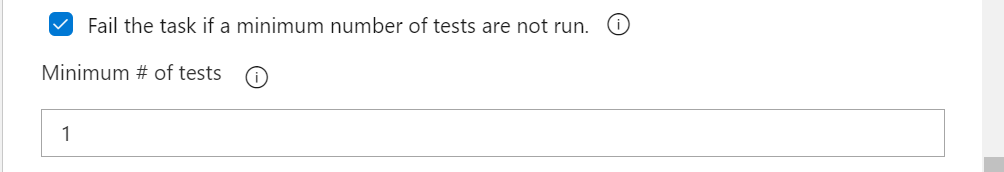 Fail the task if a minimum number of tests are not run.
Minimum # of tests
1